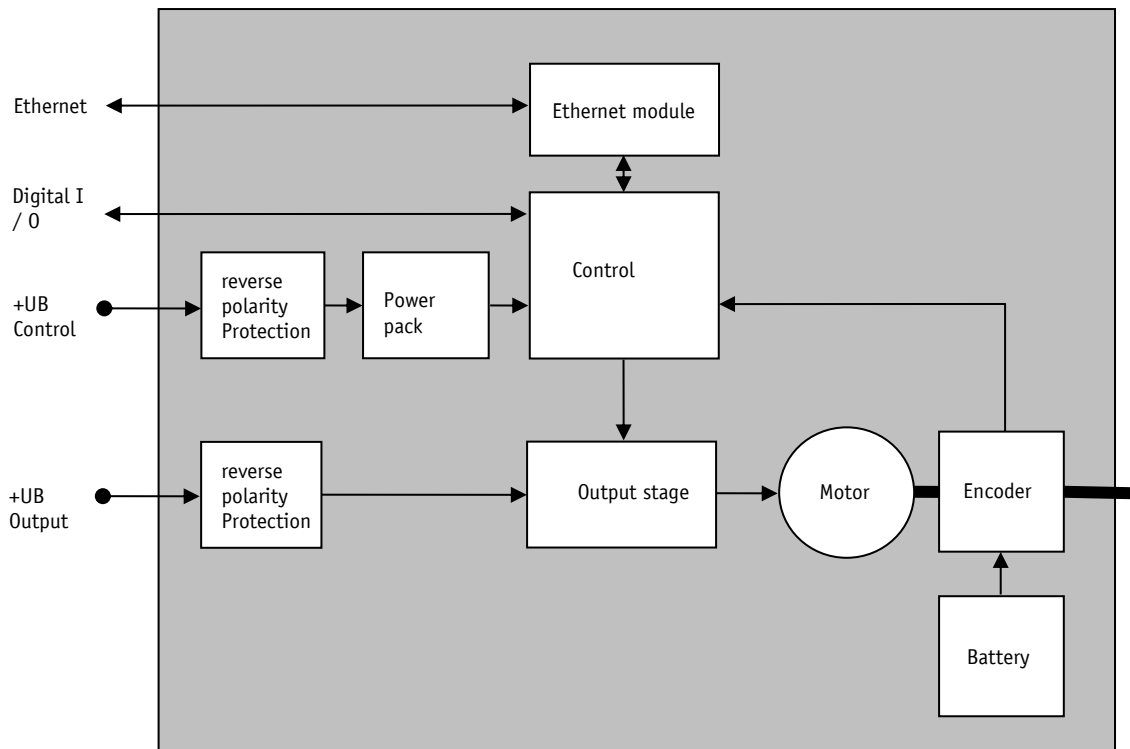 Ethernet
Ethernet module
Digital I
/ O
Control
reverse
polarity
Protection
Power
pack
+UB
Control
reverse
polarity
Protection
Output stage
Motor
Encoder
+UB
Output
Battery